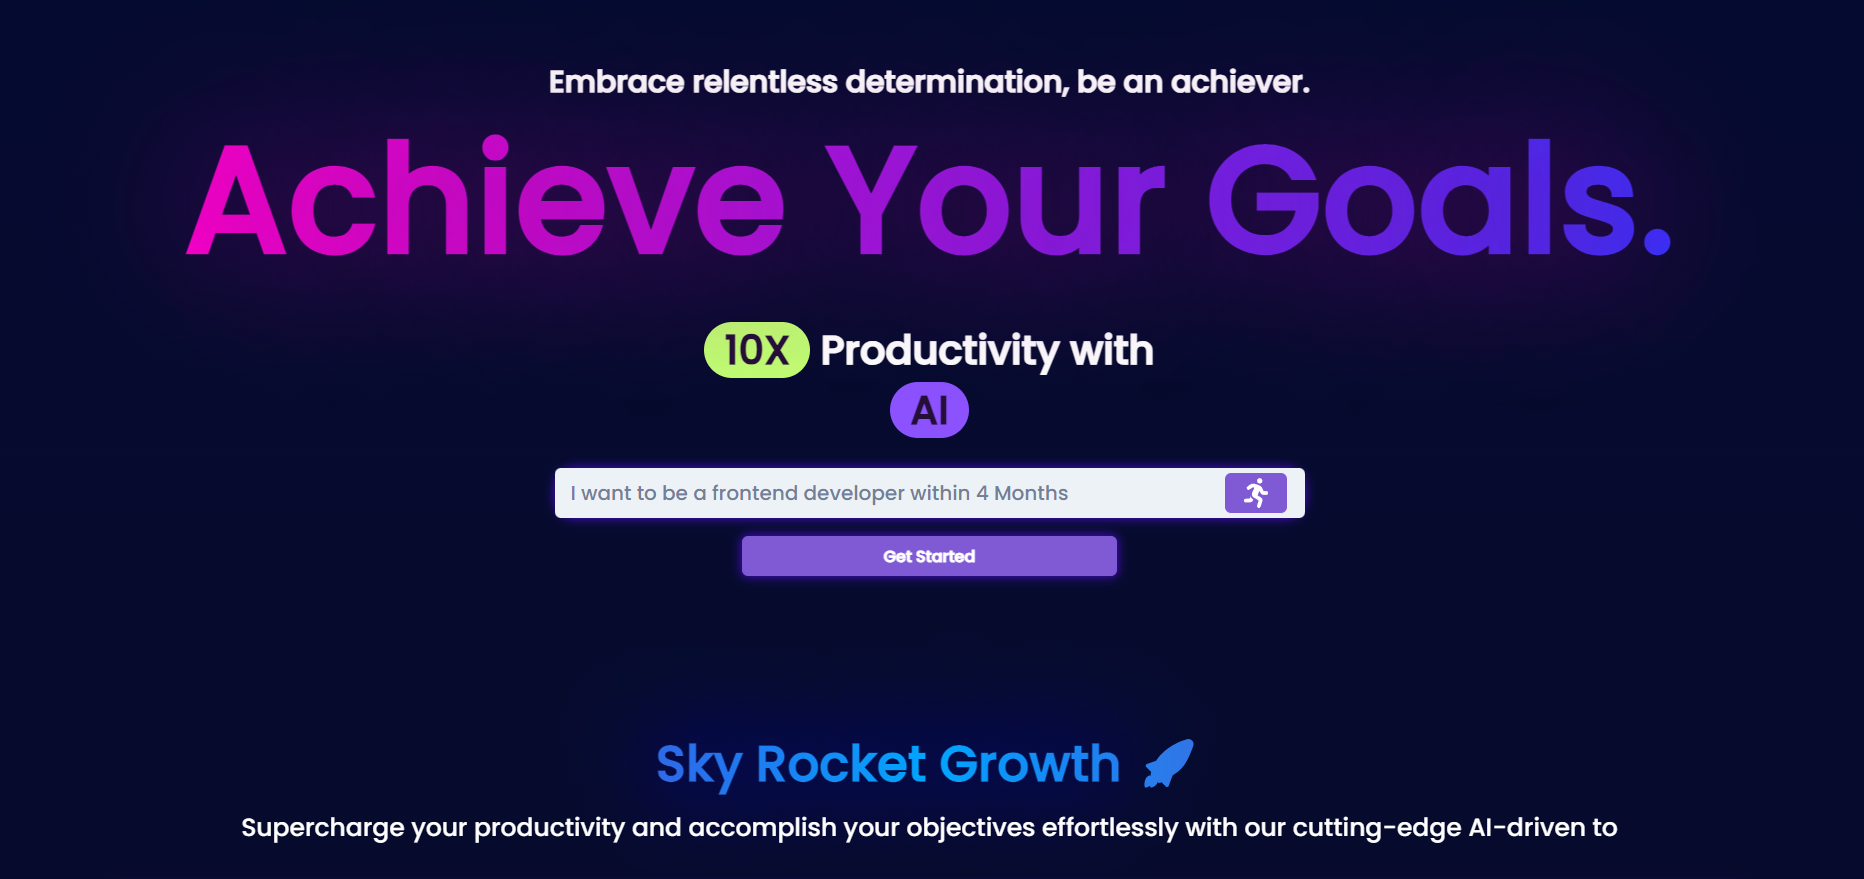 Embrace relentless determination, be an achiever.
Achieve Your Goals.
10X Productivity with
AI
I want to be a frontend developer within 4 Months
Get Started
Sky Rocket Growth
Supercharge your productivity and accomplish your objectives effortlessly with our cutting-edge AI-driven to